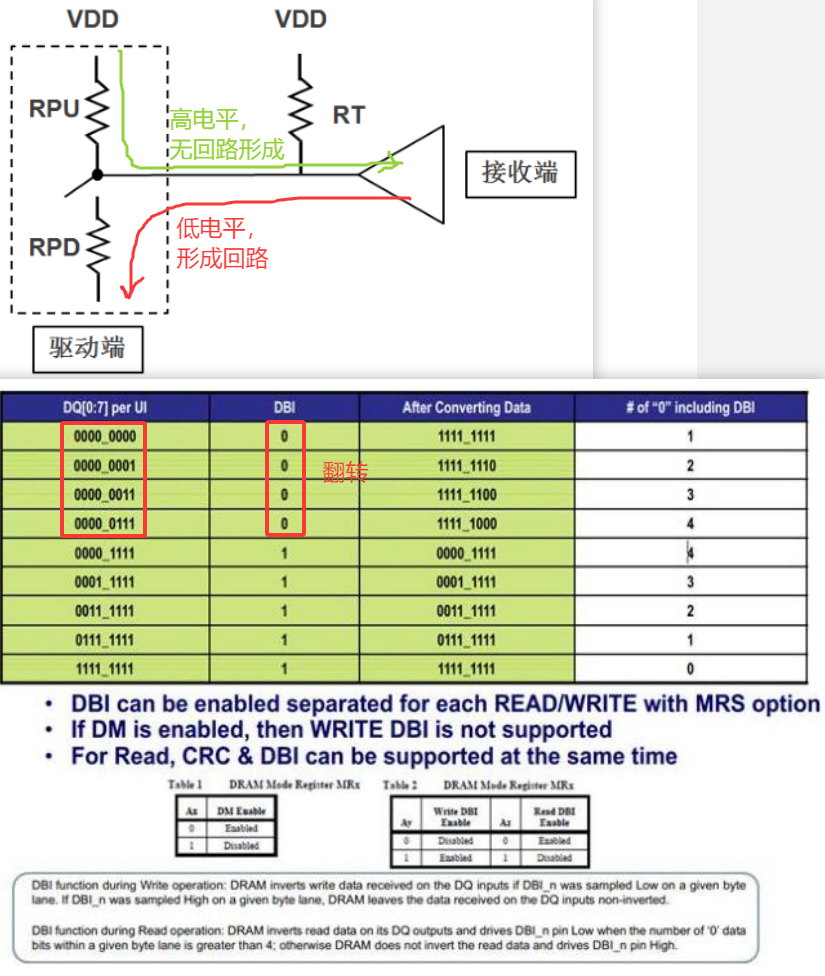 VDD VDD
RPU
高电平，
无回路形成
RT
接收端
RPD
低电平，
形成回路
驱动端
DQ[0:7] per UI DBI After Converting Data # of “0” including DBI
0000_0000 0 1111_1111 1
0000_0001 0 1111_1110 2
翻转
0000_0011 0 1111_1100 3
0000_0111 0 1111_1000 4
0000_1111 1 0000_1111 4
0001_1111 1 0001_1111 3
0011_1111 1 0011_1111 2
0111_1111 1 0111_1111 1
1111_1111 1 1111_1111 0
• DBI can be enabled separated for each READ/WRITE with MRS option
• If DM is enabled, then WRITE DBI is not supported
• For Read, CRC & DBI can be supported at the same time
Table 1 DRAM Mode Register MRx
Ax DM Enable
0 Enabled
1 Disabled
Table 2 DRAM Mode Register MRx
Ay Write DBI Enable Az Read DBI Enable
0 Disabled 0 Enabled
1 Enabled 1 Disabled
DBI function during Write operation: DRAM inverts write data received on the DQ inputs if DBI_n was sampled Low on a given byte
lane. If DBI_n was sampled High on a given byte lane, DRAM leaves the data received on the DQ inputs non-inverted.
DBI function during Read operation: DRAM inverts read data on its DQ outputs and drives DBI_n pin Low when the number of ‘0’ data
bits within a given byte lane is greater than 4; otherwise DRAM does not invert the read data and drives DBI_n pin High.